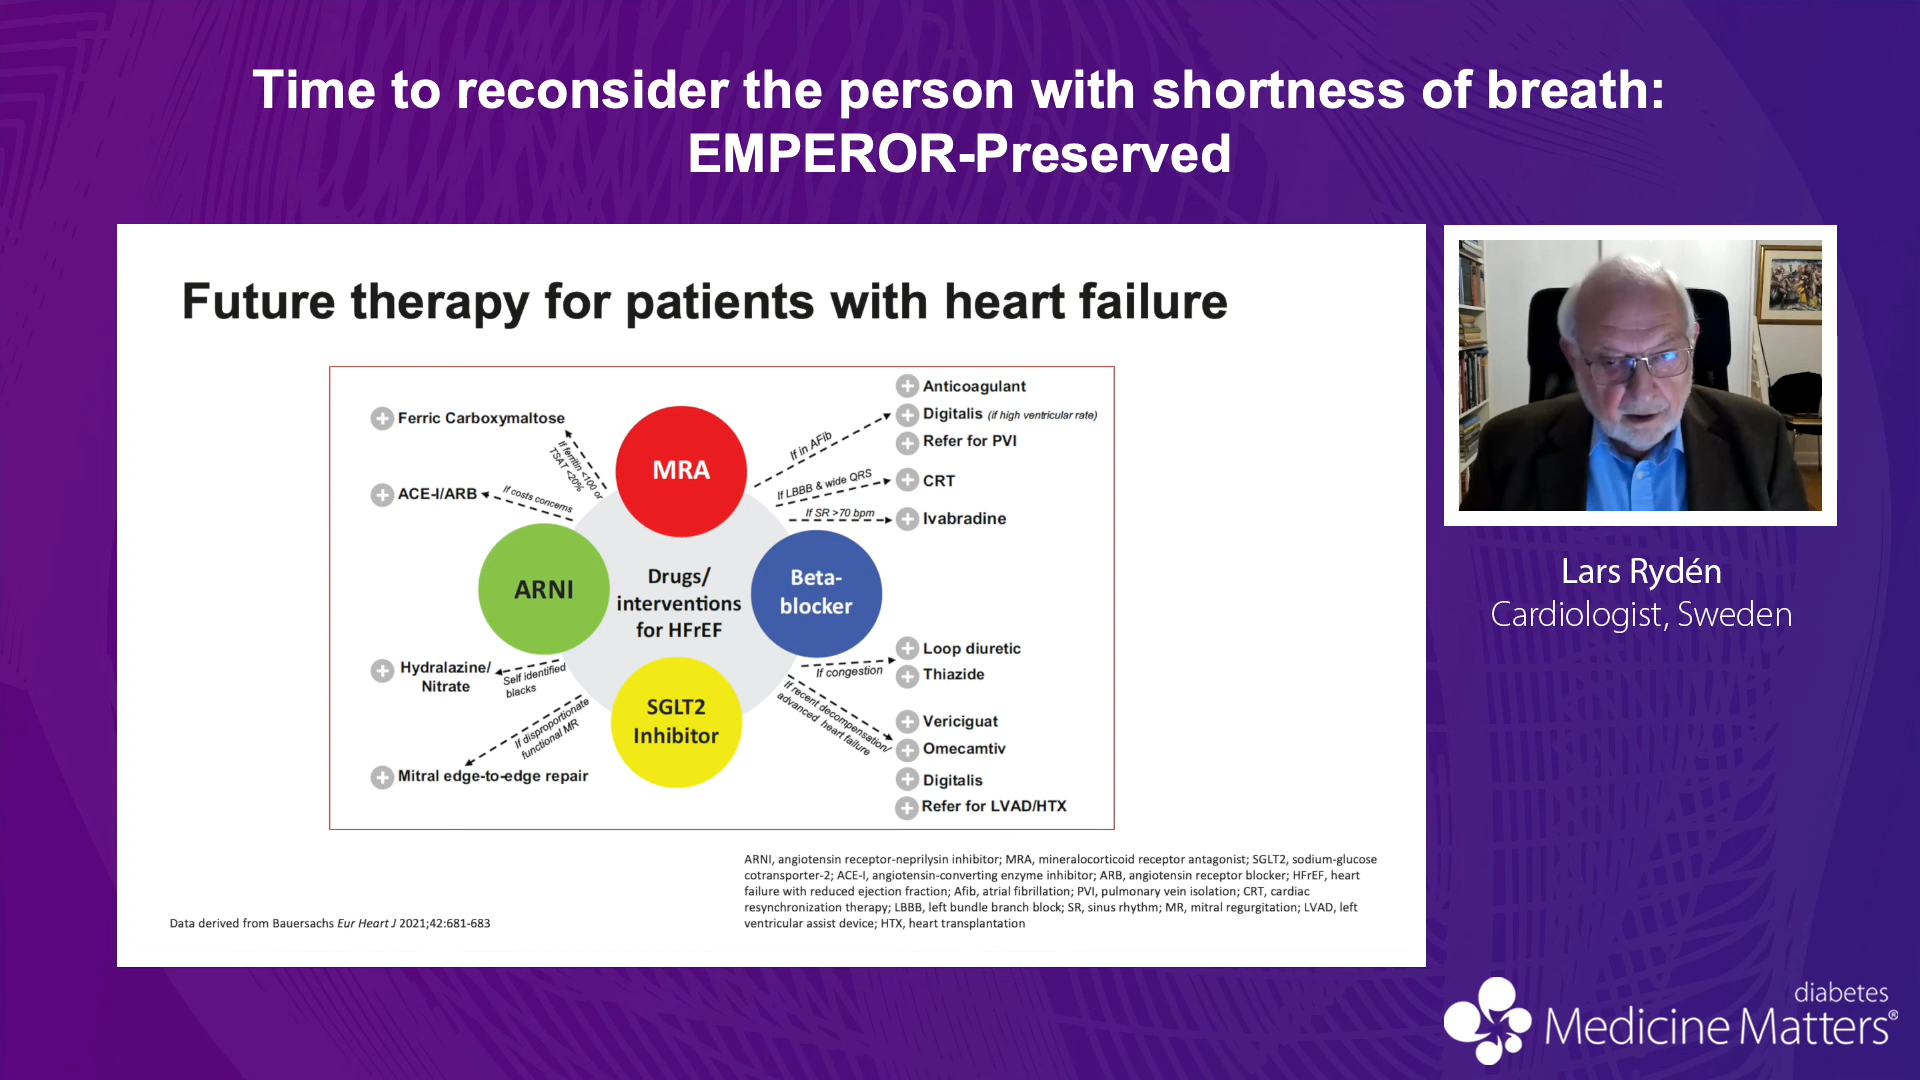 Time to reconsider the person with shortness of breath:
EMPEROR-Preserved
Future therapy for patients with heart failure
Ferric Carboxymaltose
If ferritin <100 or
TSAT <20%
ACE-I/ARB
If costs concerns
MRA
ARNI
Drugs/
interventions
for HFrEF
Beta-
blocker
SGLT2
Inhibitor
Hydralazine/
Nitrate
Self identified
blacks
If disproportionate
functional MR
Mitral edge-to-edge repair
If in AFib
Anticoagulant
Digitalis (if high ventricular rate)
Refer for PVI
If LBBB & wide QRS
CRT
If SR >70 bpm
Ivabradine
If congestion
Loop diuretic
Thiazide
If recent decompensation/
advanced heart failure
Vericiguat
Omecamtiv
Digitalis
Refer for LVAD/HTX
ARNI, angiotensin receptor-neprilysin inhibitor; MRA, mineralocorticoid receptor antagonist; SGLT2, sodium-glucose
cotransporter-2; ACE-I, angiotensin-converting enzyme inhibitor; ARB, angiotensin receptor blocker; HFrEF, heart
failure with reduced ejection fraction; Afib, atrial fibrillation; PVI, pulmonary vein isolation; CRT, cardiac
resynchronization therapy; LBBB, left bundle branch block; SR, sinus rhythm; MR, mitral regurgitation; LVAD, left
ventricular assist device; HTX, heart transplantation
Data derived from Bauersachs Eur Heart J 2021;42:681-683
Lars Rydén
Cardiologist, Sweden
diabetes
Medicine Matters®